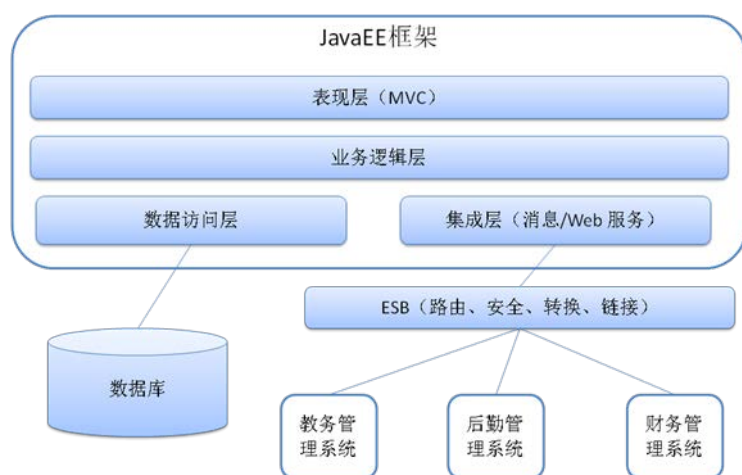 JavaEE框架
表现层（MVC）
业务逻辑层
数据访问层
集成层（消息/Web 服务）
ESB（路由、安全、转换、链接）
数据库
教务管
理系统
后勤管
理系统
财务管
理系统